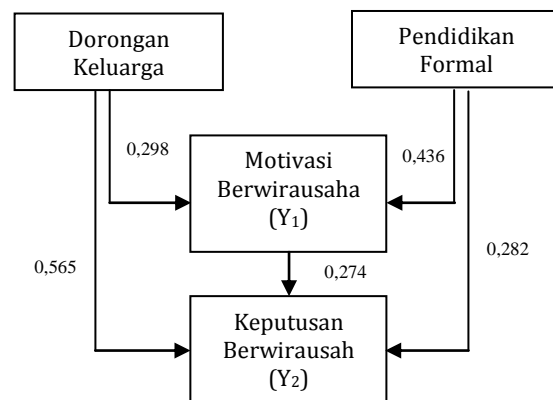 Dorongan
Keluarga
Pendidikan
Formal
0,298
Motivasi
Berwirausaha
(Y₁)
0,436
0,565
0,274
0,282
Keputusan
Berwirausah
(Y₂)